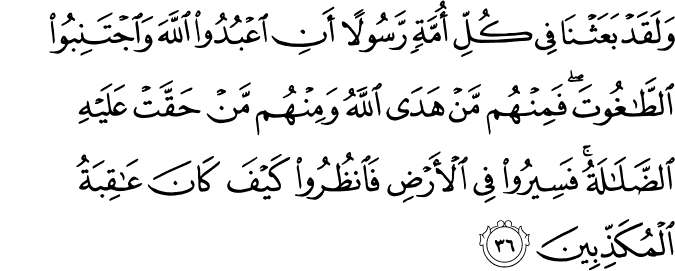 وَلَقَدۡ بَعَثۡنَا فِي كُلِّ أُمَّةٖ رَّسُولًا أَنِ ٱعۡبُدُواْ ٱللَّهَ وَٱجۡتَنِبُواْ
ٱلطَّٰغُوتَۖ فَمِنۡهُم مَّنۡ هَدَى ٱللَّهُ وَمِنۡهُم مَّنۡ حَقَّتۡ عَلَيۡهِ
ٱلضَّلَٰلَةُۚ فَسِيرُواْ فِي ٱلۡأَرۡضِ فَٱنظُرُواْ كَيۡفَ كَانَ عَٰقِبَةُ
ٱلۡمُكَذِّبِينَ ٣٦